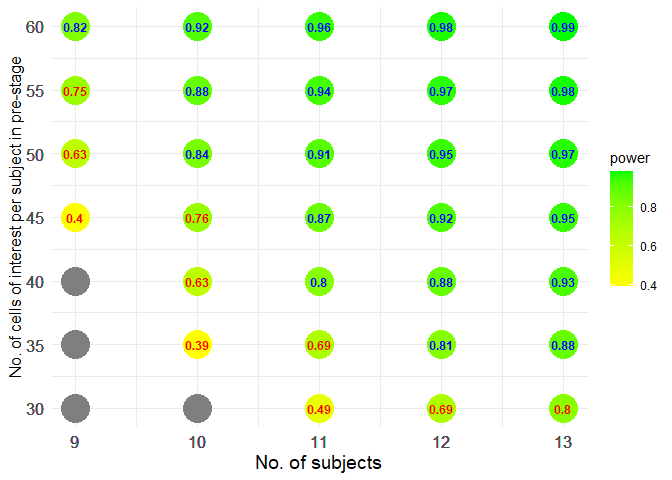 60 0.82 0.92 0.96 0.98 0.99
55 0.75 0.88 0.94 0.97 0.98
50 0.63 0.84 0.91 0.95 0.97
45 0.4 0.76 0.87 0.92 0.95
40 0.63 0.8 0.88 0.93
35 0.39 0.69 0.81 0.88
30 0.49 0.69 0.8
9 10 11 12 13
No. of subjects
No. of cells of interest per subject in pre-stage
power
0.8
0.6
0.4